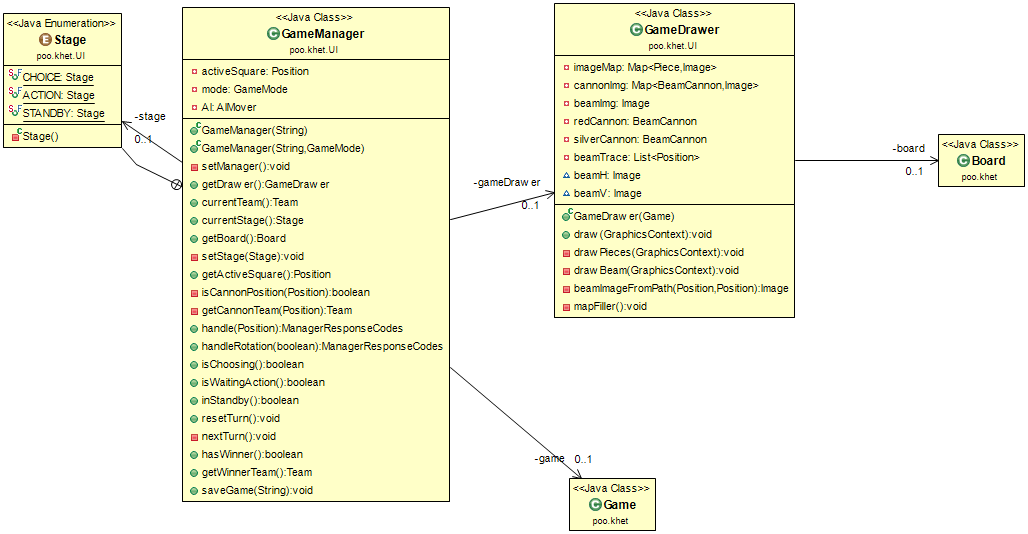 <<Java Enumeration>>
Stage
poo.khet.UI
CHOICE: Stage
ACTION: Stage
STANDBY: Stage
Stage()
-stage
0..1
<<Java Class>>
GameManager
poo.khet.UI
activeSquare: Position
mode: GameMode
AI: AIMover
GameManager(String)
GameManager(String,GameMode)
setManager():void
getDrawer():GameDrawer
currentTeam():Team
currentStage():Stage
getBoard():Board
setStage(Stage):void
getActiveSquare():Position
isCannonPosition(Position):boolean
getCannonTeam(Position):Team
handle(Position):ManagerResponseCodes
handleRotation(boolean):ManagerResponseCodes
isChoosing():boolean
isWaitingAction():boolean
inStandby():boolean
resetTurn():void
nextTurn():void
hasWinner():boolean
getWinnerTeam():Team
saveGame(String):void
-gameDrawer
0..1
<<Java Class>>
GameDrawer
poo.khet.UI
imageMap: Map<Piece,Image>
cannonImg: Map<BeamCannon,Image>
beamImg: Image
redCannon: BeamCannon
silverCannon: BeamCannon
beamTrace: List<Position>
beamH: Image
beamV: Image
GameDrawer(Game)
draw(GraphicsContext):void
drawPieces(GraphicsContext):void
drawBeam(GraphicsContext):void
beamImageFromPath(Position,Position):Image
mapFiller():void
-board
0..1
<<Java Class>>
Board
poo.khet
-game 0..1
<<Java Class>>
Game
poo.khet